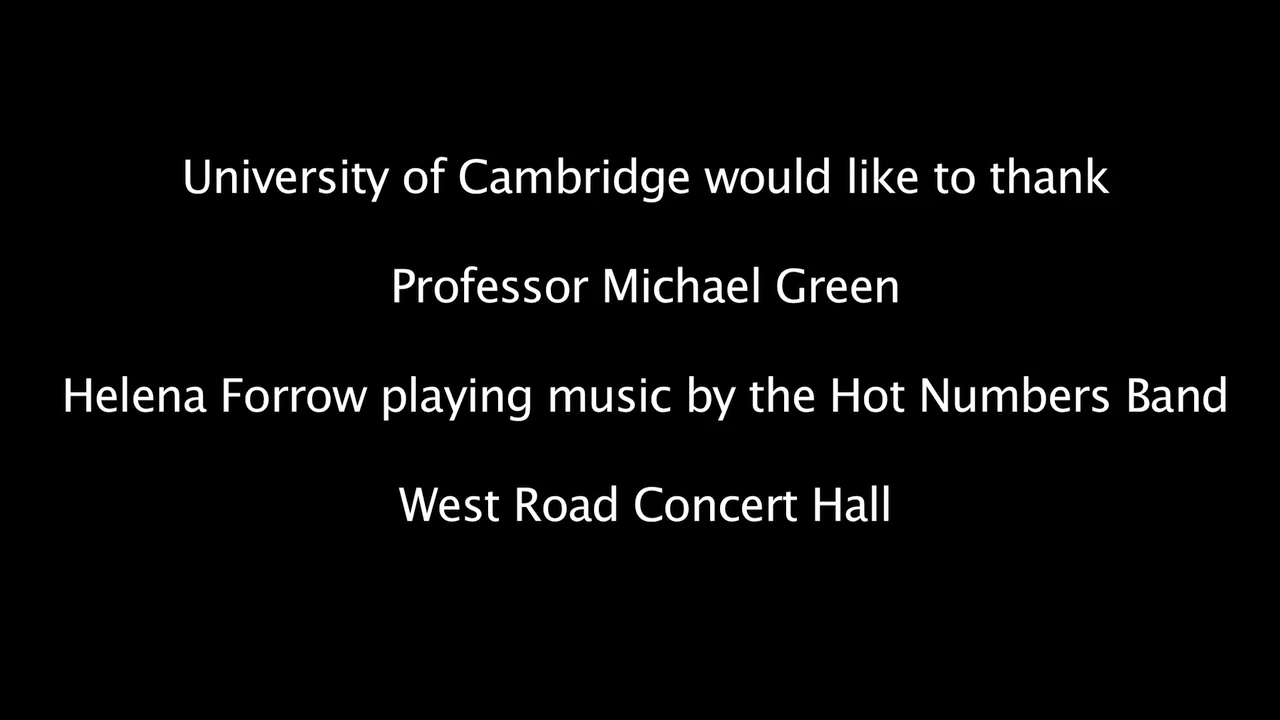 University of Cambridge would like to thank
Professor Michael Green
Helena Forrow playing music by the Hot Numbers Band
West Road Concert Hall